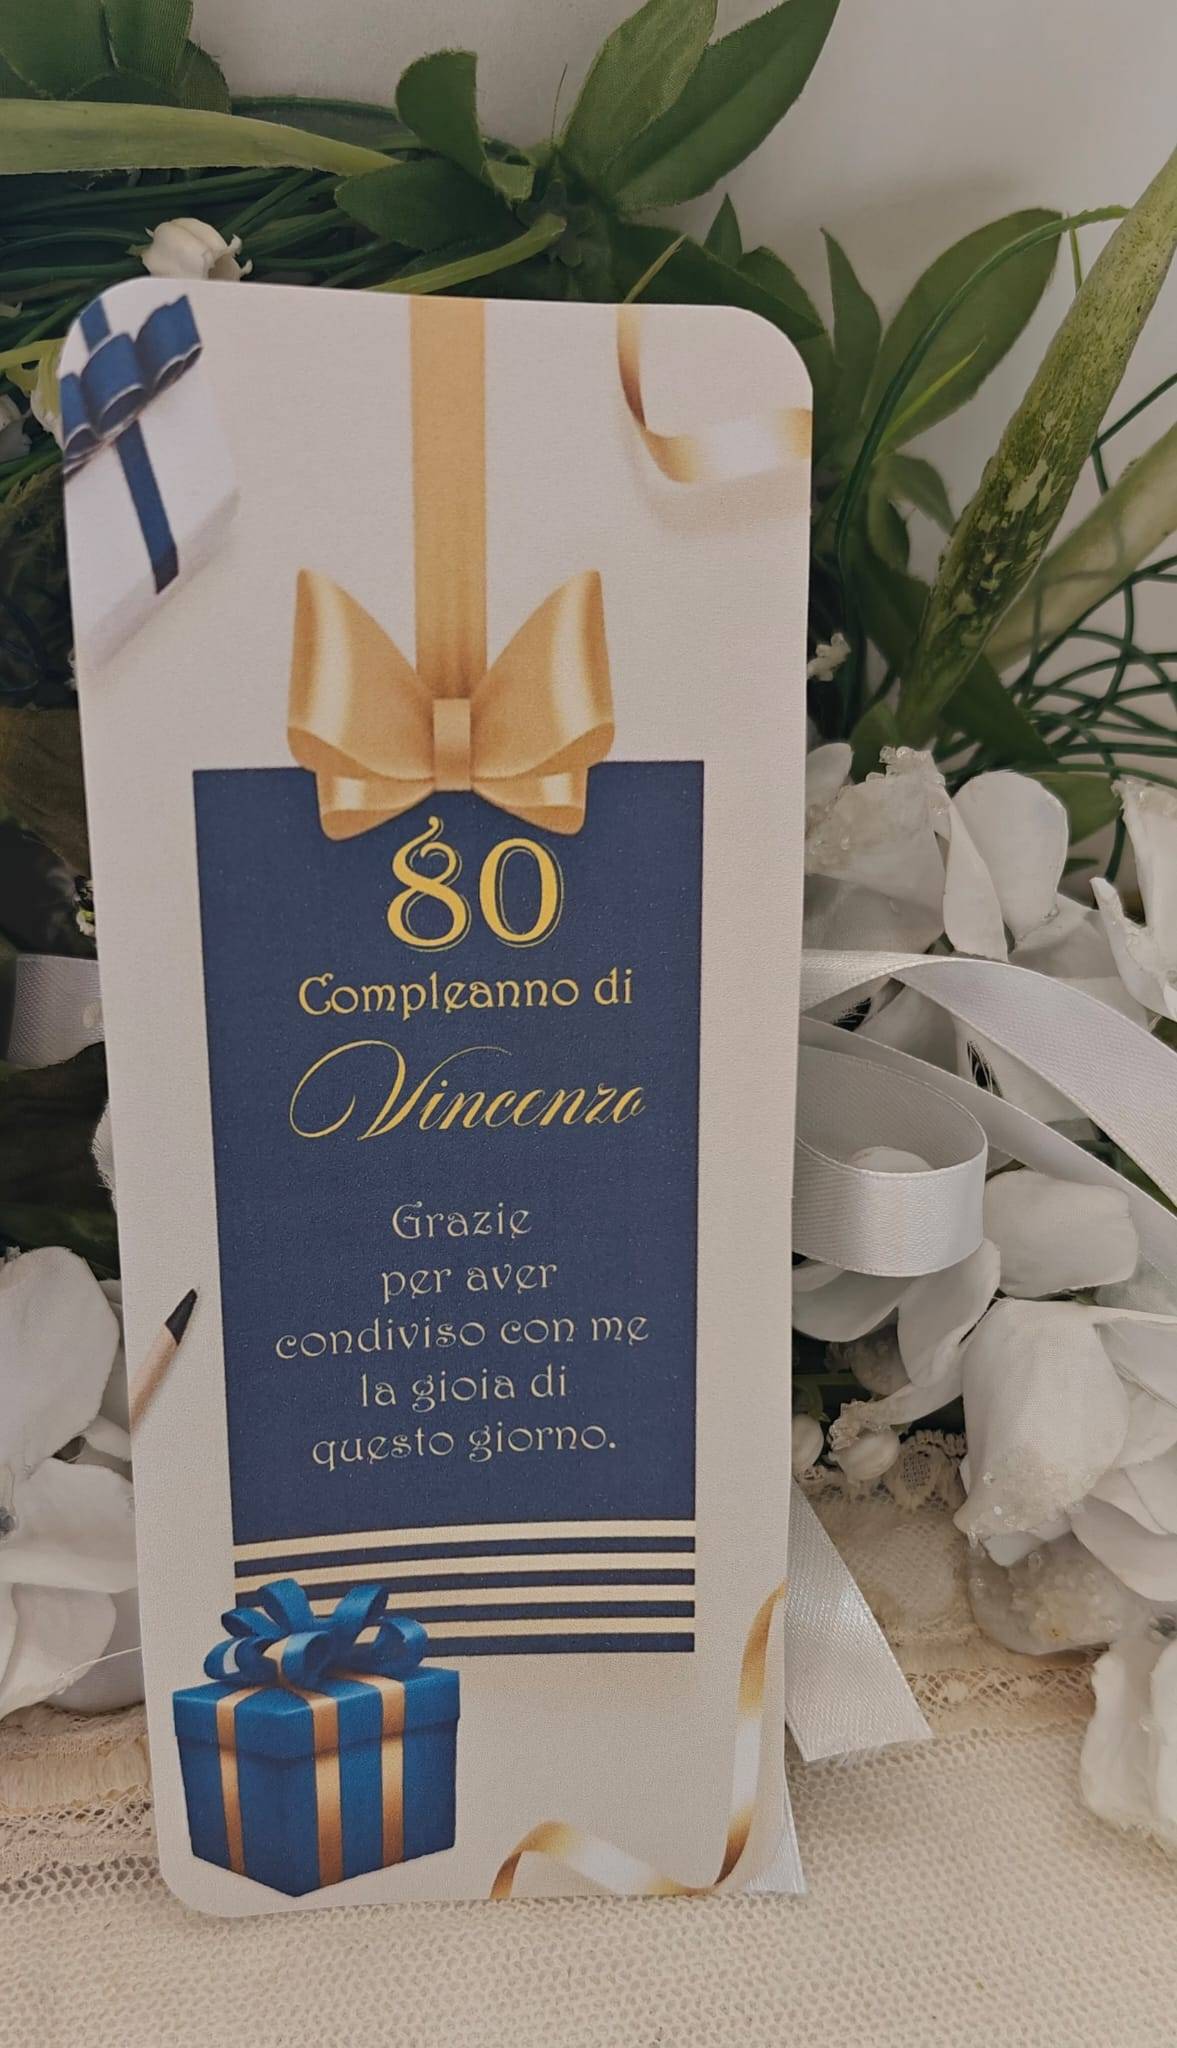 80
Compleanno di
Vincenzo
Grazie
per aver
condiviso con me
la gioia di
questo giorno.